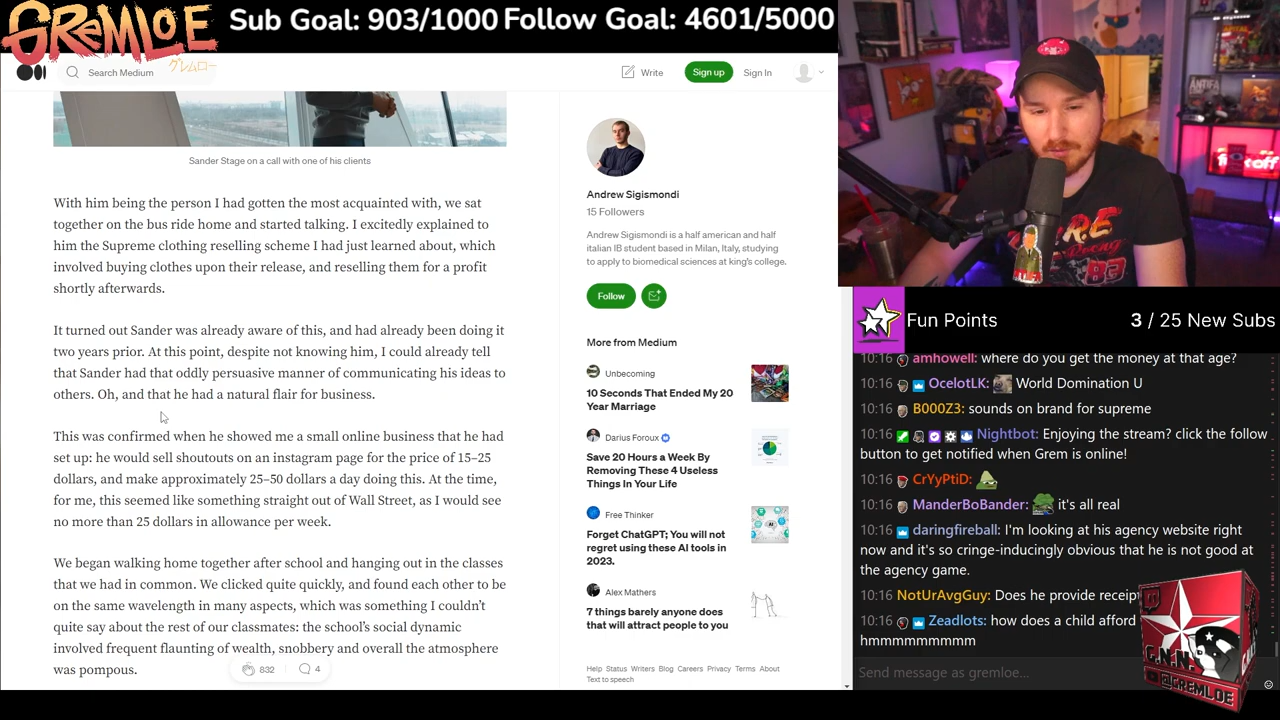 GREMLOE
グレムロー
Sub Goal: 903/1000
Follow Goal: 4601/5000
Search Medium
Write
Sign up
Sign In
Sander Stage on a call with one of his clients
With him being the person I had gotten the most acquainted with, we sat
together on the bus ride home and started talking. I excitedly explained to
him the Supreme clothing reselling scheme I had just learned about, which
involved buying clothes upon their release, and reselling them for a profit
shortly afterwards.
It turned out Sander was already aware of this, and had already been doing it
two years prior. At this point, despite not knowing him, I could already tell
that Sander had that oddly persuasive manner of communicating his ideas to
others. Oh, and that he had a natural flair for business.
This was confirmed when he showed me a small online business that he had
set up: he would sell shoutouts on an instagram page for the price of 15–25
dollars, and make approximately 25–50 dollars a day doing this. At the time,
for me, this seemed like something straight out of Wall Street, as I would see
no more than 25 dollars in allowance per week.
We began walking home together after school and hanging out in the classes
that we had in common. We clicked quite quickly, and found each other to be
on the same wavelength in many aspects, which was something I couldn't
quite say about the rest of our classmates: the school's social dynamic
involved frequent flaunting of wealth, snobbery and overall the atmosphere
was pompous.
832
4
Andrew Sigismondi
15 Followers
Andrew Sigismondi is a half american and half
italian IB student based in Milan, Italy, studying
to apply to biomedical sciences at king's college.
Follow
More from Medium
Unbecoming
10 Seconds That Ended My 20
Year Marriage
Darius Foroux
Save 20 Hours a Week By
Removing These 4 Useless
Things In Your Life
Free Thinker
Forget ChatGPT; You will not
regret using these AI tools in
2023.
Alex Mathers
7 things barely anyone does
that will attract people to you
Help Status Writers Blog Careers Privacy Terms About
Text to speech
ANTIFA
D.A.R.E.
83
Fun Points
3 / 25 New Subs
10:16 amhowell: where do you get the money at that age?
10:16 OcelotLK: World Domination U
10:16 B000Z3: sounds on brand for supreme
10:16 Nightbot: Enjoying the stream? click the follow
button to get notified when Grem is online!
10:16 CrYyPtiD:
10:16 ManderBoBander: it's all real
10:16 daringfireball: I'm looking at his agency website right
now and it's so cringe-inducingly obvious that he is not good at
the agency game.
NotUrAvgGuy: Does he provide
10:16 Zeadlots: how does a child afford
hmmmmmmmmm
Send message as gremloe...
@GREMLOE